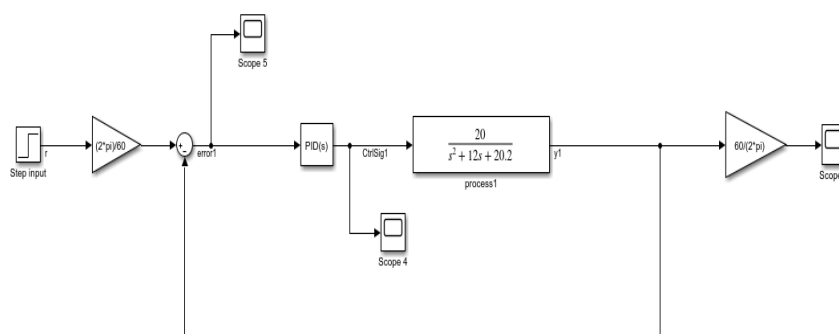 Scope 5
(2*pi)/60
+
−
PID(s)
20
s² + 12s + 20.2
60/(2*pi)
r
error1
CtrlSig1
y1
Step input
process1
Scope
Scope 4